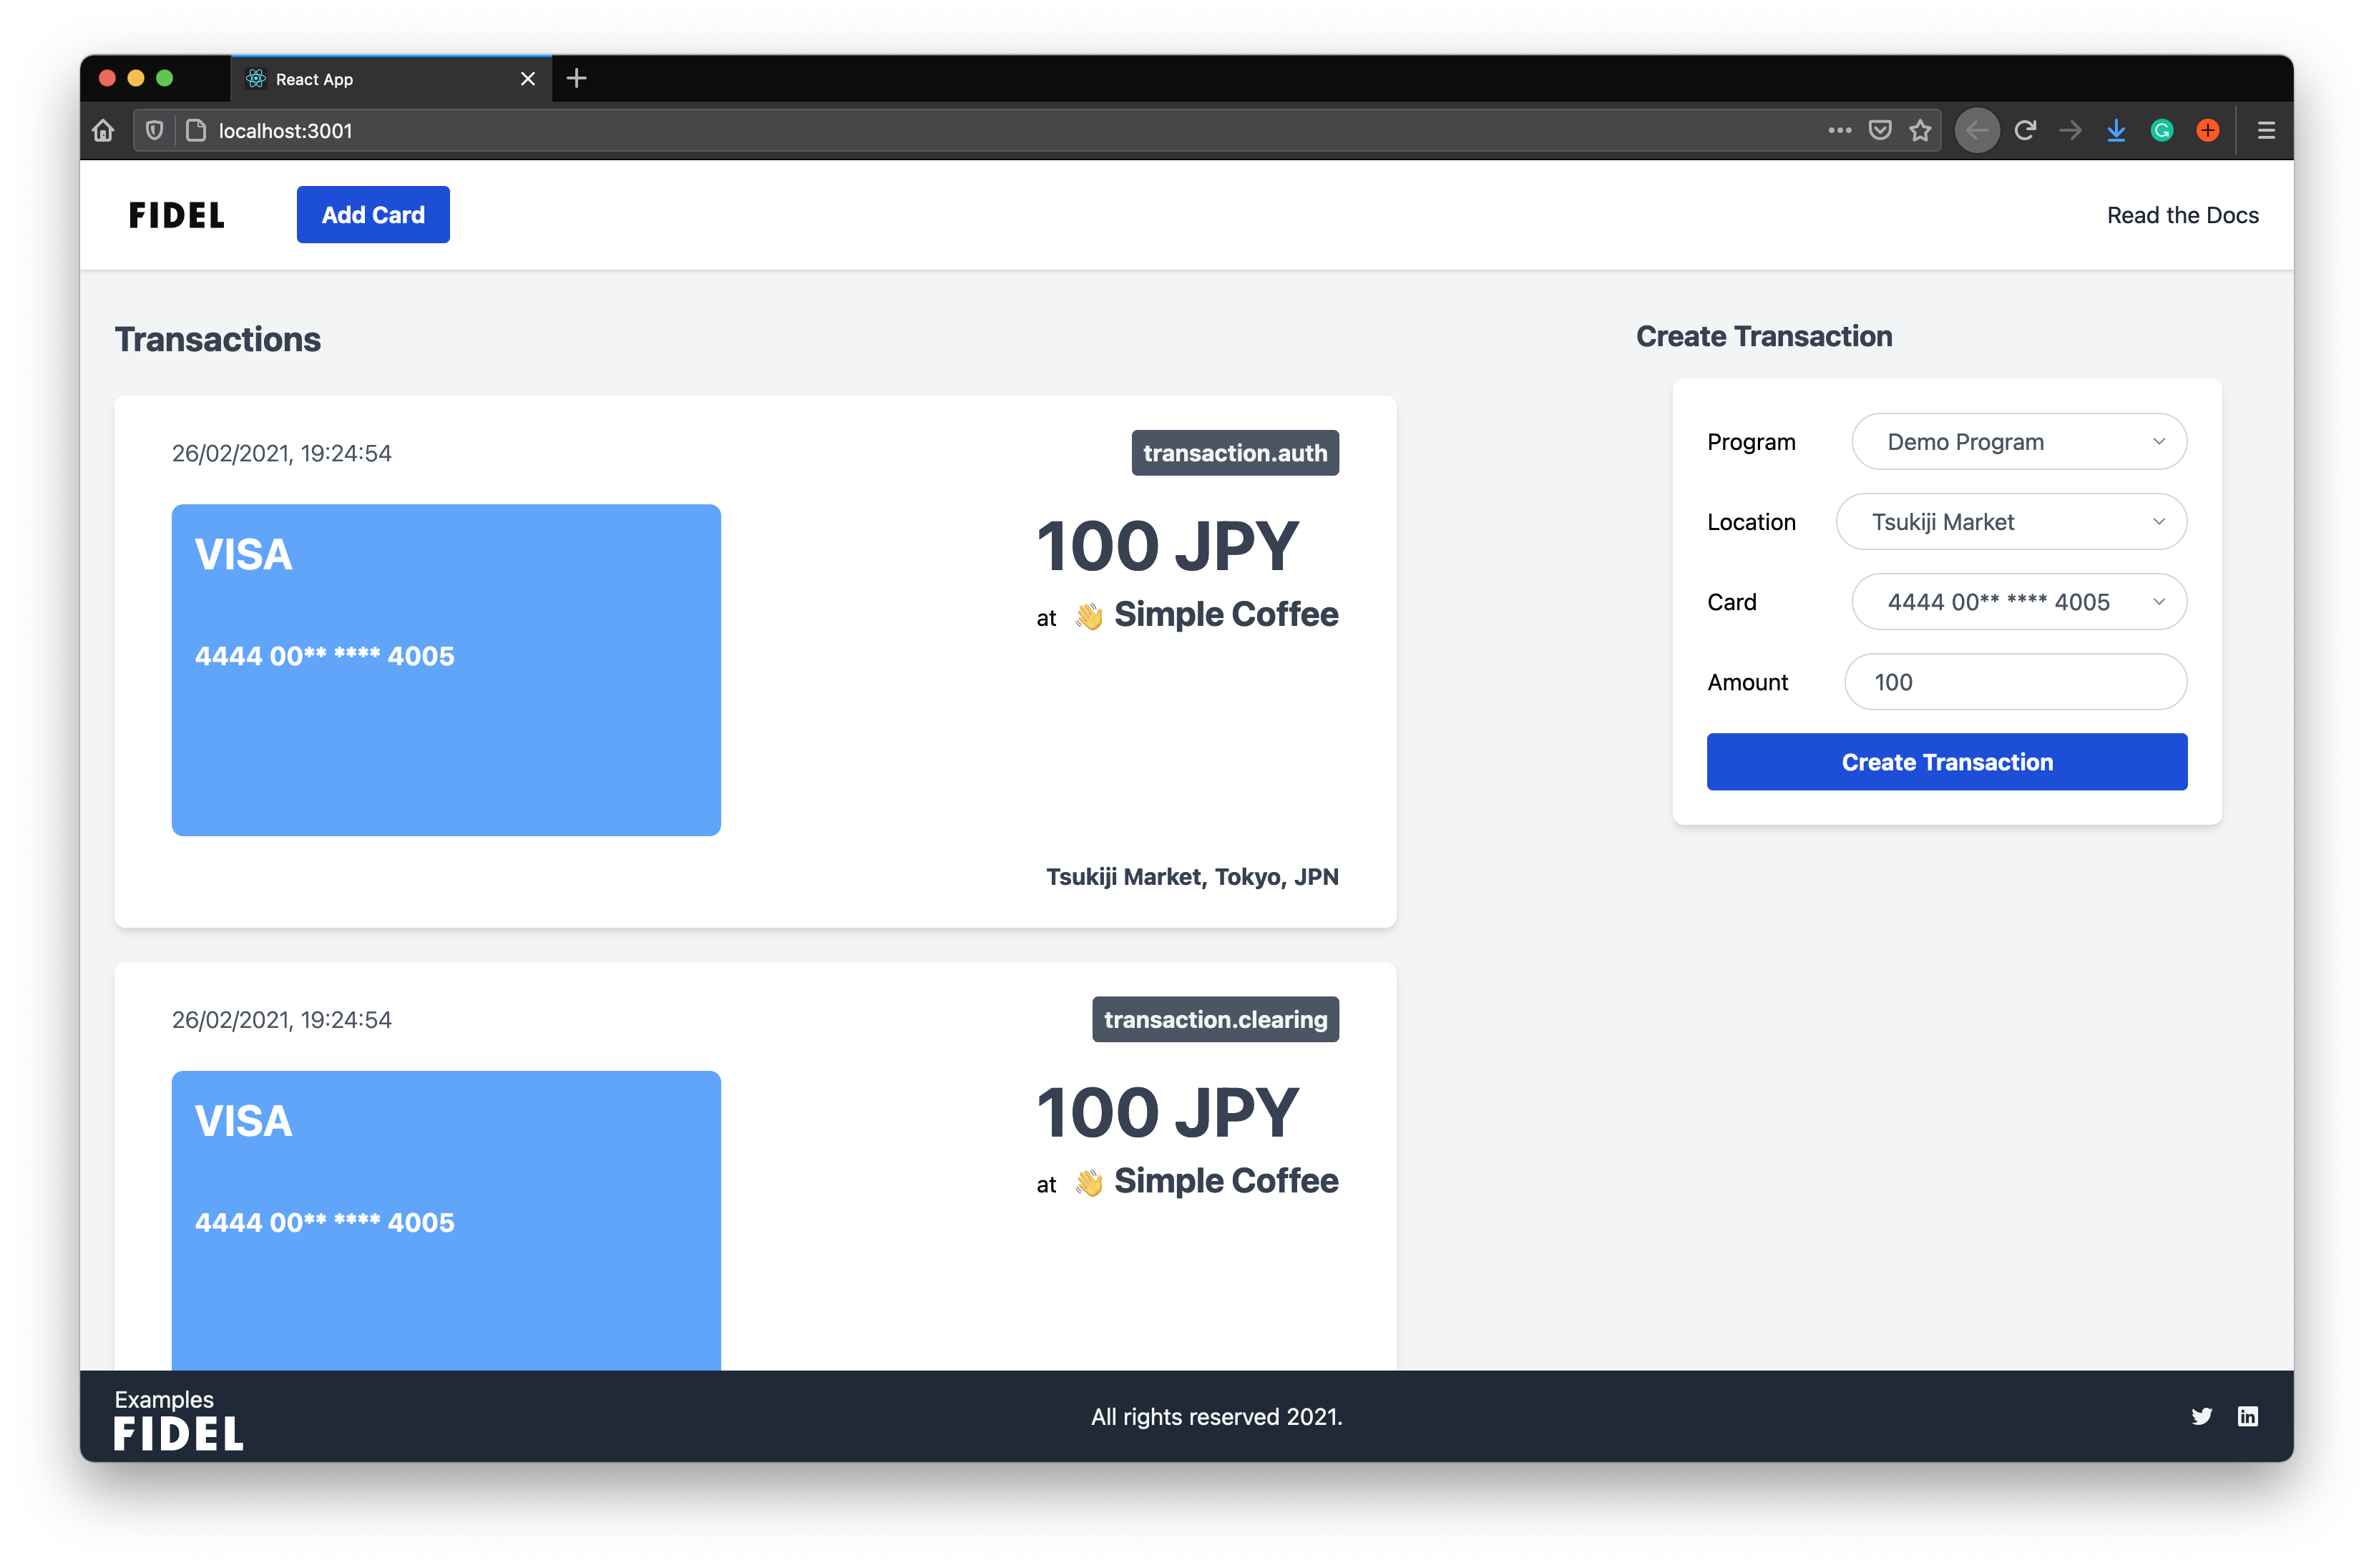 React App
localhost:3001
FIDEL
Add Card
Read the Docs
Transactions
26/02/2021, 19:24:54
transaction.auth
VISA
4444 00** **** 4005
100 JPY
at 👋 Simple Coffee
Tsukiji Market, Tokyo, JPN
26/02/2021, 19:24:54
transaction.clearing
VISA
4444 00** **** 4005
100 JPY
at 👋 Simple Coffee
Create Transaction
Program Demo Program
Location Tsukiji Market
Card 4444 00** **** 4005
Amount 100
Create Transaction
Examples
FIDEL
All rights reserved 2021.